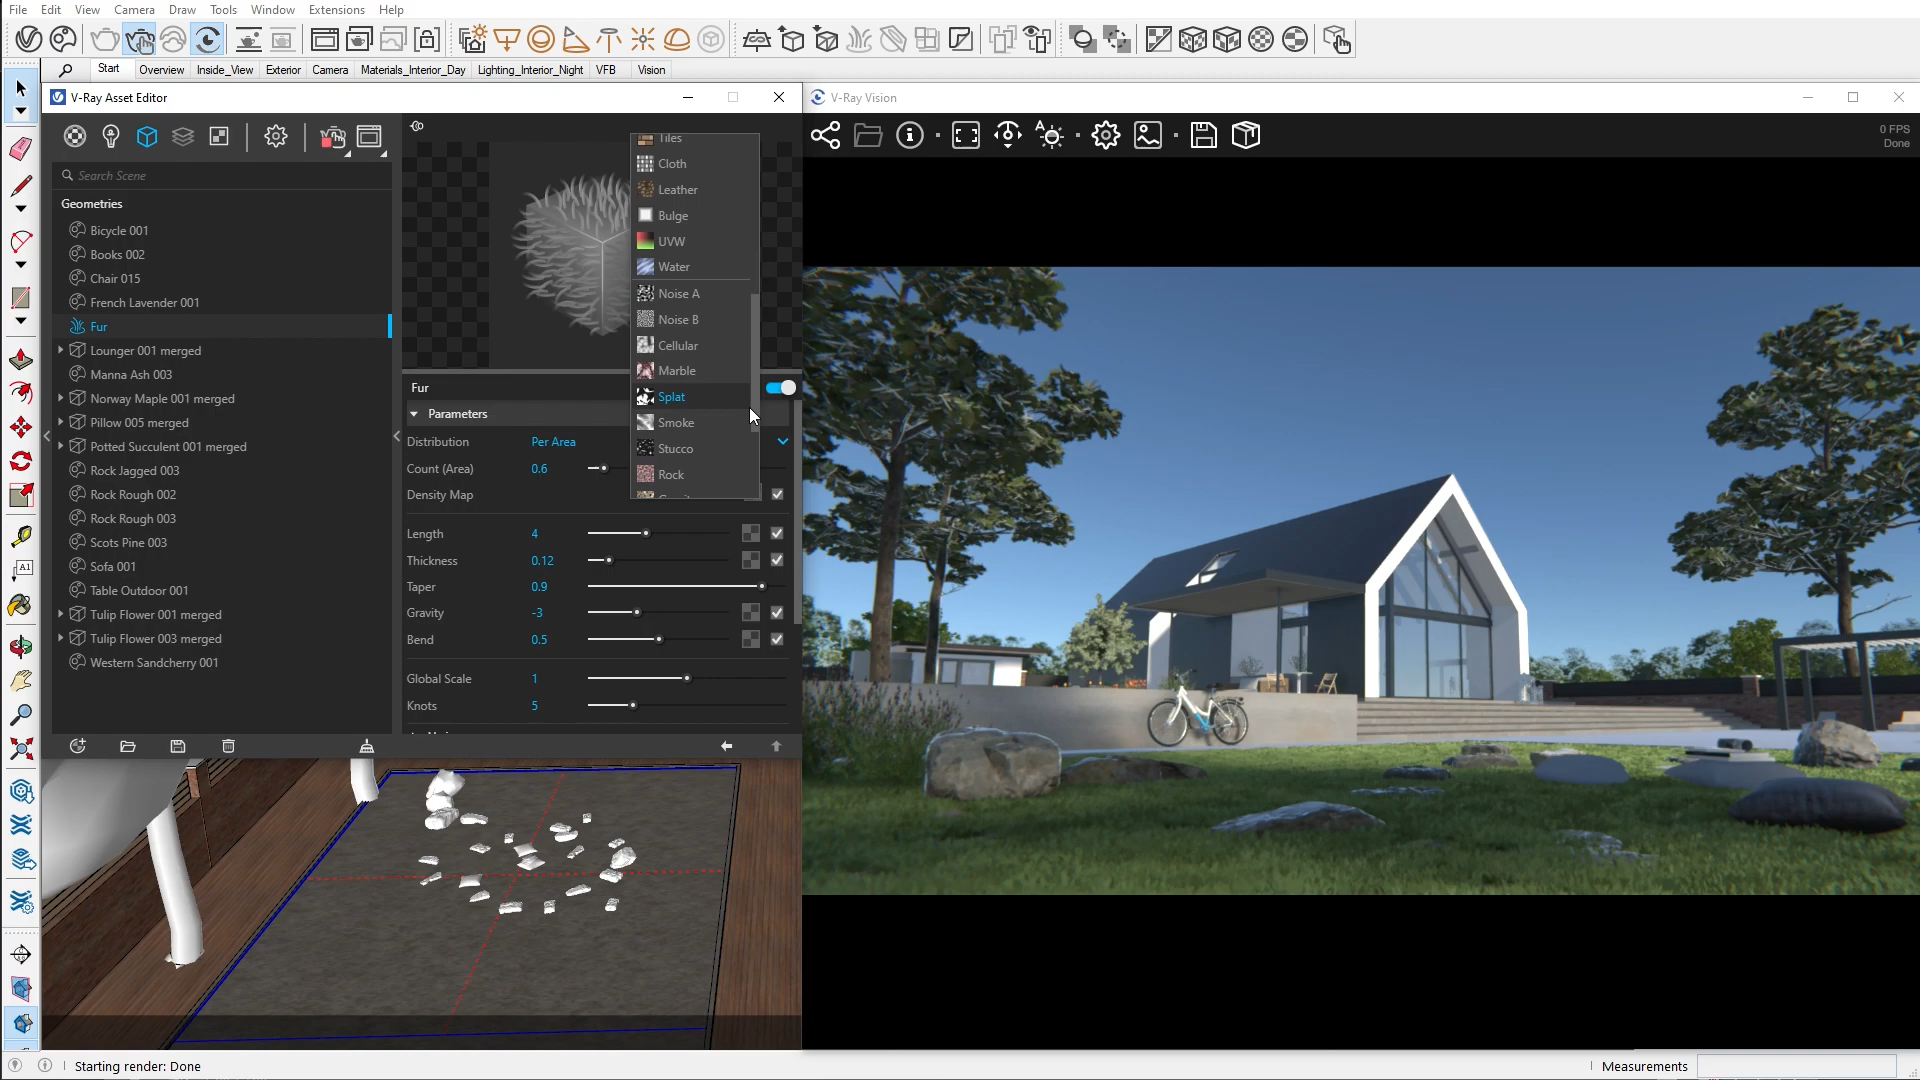 File Edit View Camera Draw Tools Window Extensions Help
Start Overview Inside_View Exterior Camera Materials_Interior_Day Lighting_Interior_Night VFB Vision
V-Ray Asset Editor
V-Ray Vision
0 FPS
Done
Search Scene
Geometries
Bicycle 001
Books 002
Chair 015
French Lavender 001
Fur
Lounger 001 merged
Manna Ash 003
Norway Maple 001 merged
Pillow 005 merged
Potted Succulent 001 merged
Rock Jagged 003
Rock Rough 002
Rock Rough 003
Scots Pine 003
Sofa 001
Table Outdoor 001
Tulip Flower 001 merged
Tulip Flower 003 merged
Western Sandcherry 001
Tiles
Cloth
Leather
Bulge
UVW
Water
Noise A
Noise B
Cellular
Marble
Splat
Smoke
Stucco
Rock
Fur
Parameters
Distribution Per Area
Count (Area) 0.6
Density Map
Length 4
Thickness 0.12
Taper 0.9
Gravity -3
Bend 0.5
Global Scale 1
Knots 5
A1
Starting render: Done
Measurements